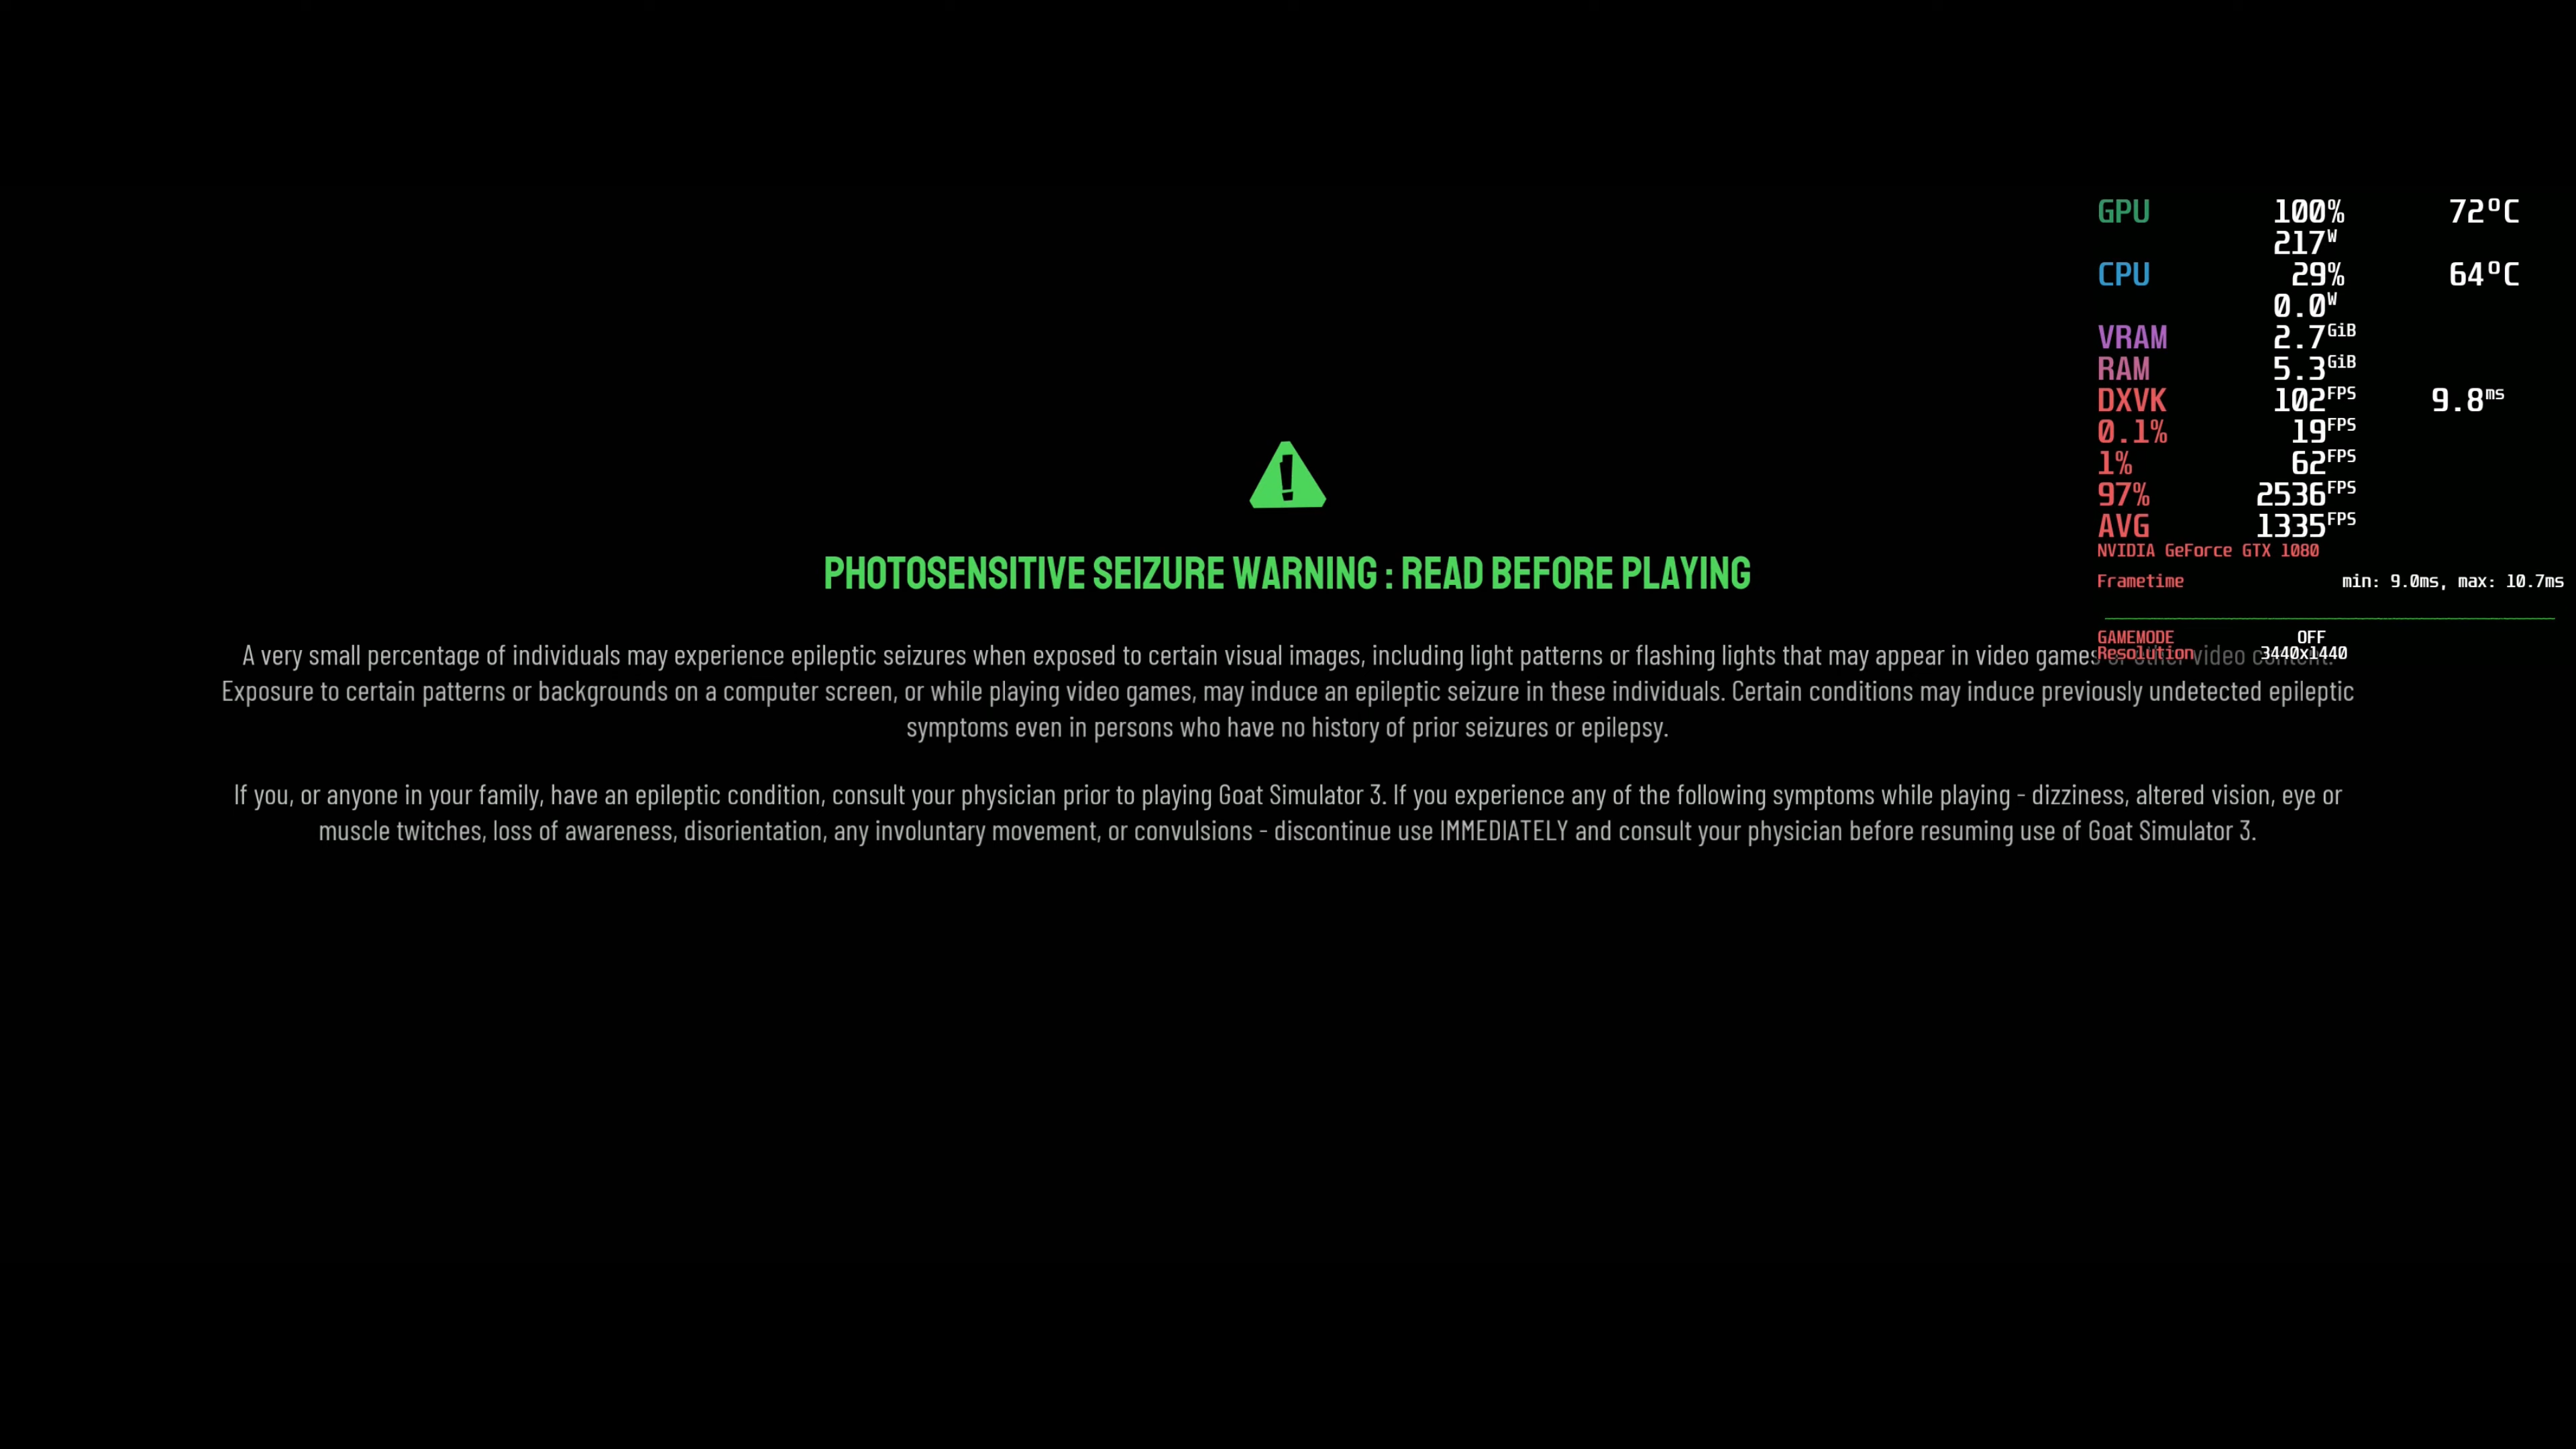 GPU 100% 72°C
217W
CPU 29% 64°C
0.0W
VRAM 2.7GiB
RAM 5.3GiB
DXVK 102FPS 9.8ms
0.1% 19FPS
1% 62FPS
97% 2536FPS
AVG 1335FPS
NVIDIA GeForce GTX 1080
Frametime min: 9.0ms, max: 10.7ms
GAMEMODE OFF
Resolution 3440x1440
PHOTOSENSITIVE SEIZURE WARNING : READ BEFORE PLAYING
A very small percentage of individuals may experience epileptic seizures when exposed to certain visual images, including light patterns or flashing lights that may appear in video games or other video content.
Exposure to certain patterns or backgrounds on a computer screen, or while playing video games, may induce an epileptic seizure in these individuals. Certain conditions may induce previously undetected epileptic
symptoms even in persons who have no history of prior seizures or epilepsy.
If you, or anyone in your family, have an epileptic condition, consult your physician prior to playing Goat Simulator 3. If you experience any of the following symptoms while playing - dizziness, altered vision, eye or
muscle twitches, loss of awareness, disorientation, any involuntary movement, or convulsions - discontinue use IMMEDIATELY and consult your physician before resuming use of Goat Simulator 3.